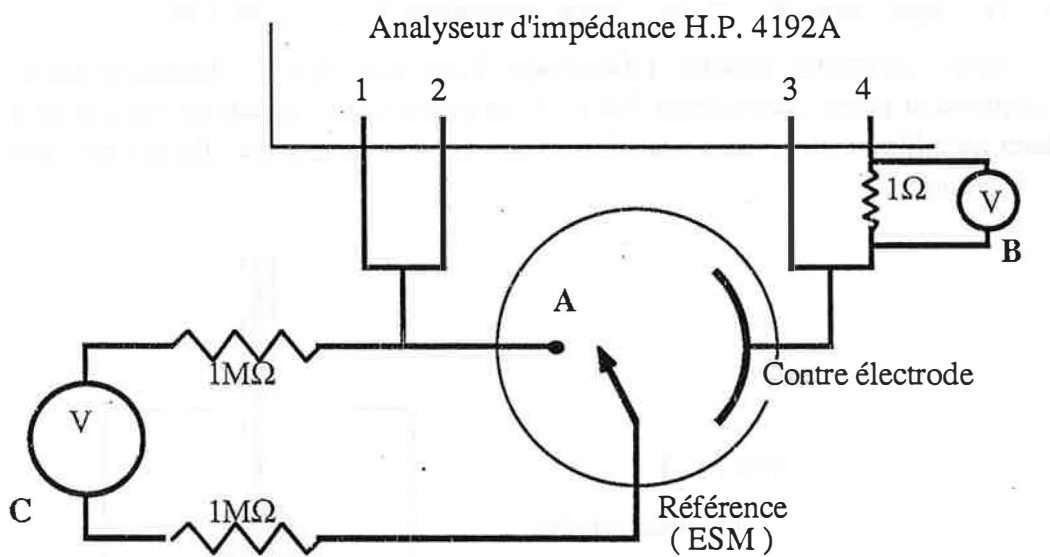 Analyseur d'impédance H.P. 4192A
1 2 3 4
1Ω
V
B
A
1MΩ
Contre électrode
V
C
1MΩ
Référence
( ESM )